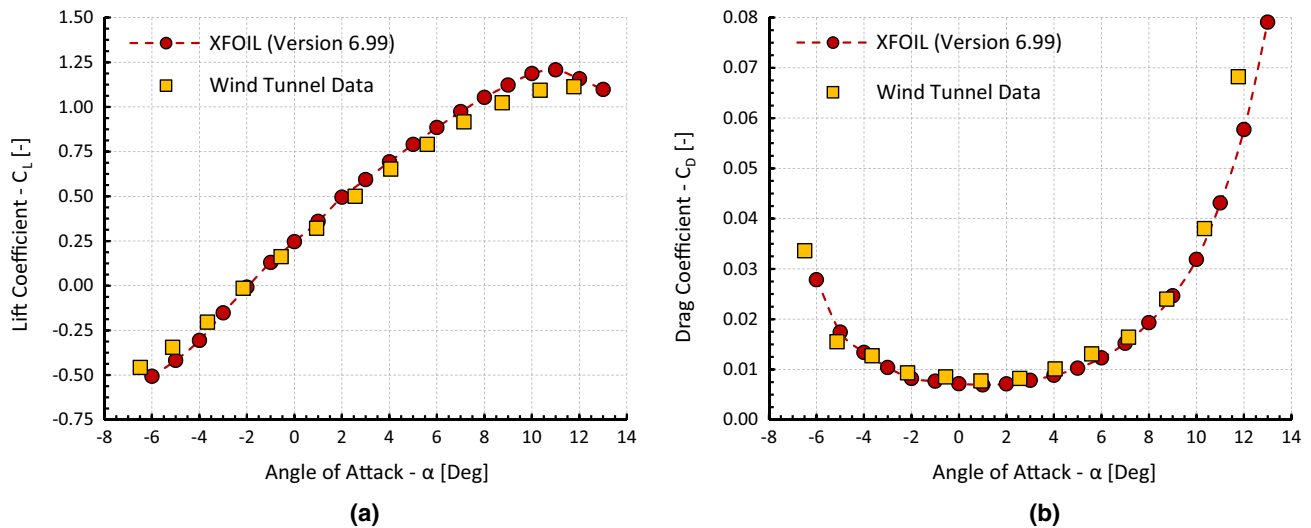 1.50
1.25
1.00
0.75
0.50
0.25
0.00
-0.25
-0.50
-0.75
Lift Coefficient - C_L [-]
XFOIL (Version 6.99)
Wind Tunnel Data
-8 -6 -4 -2 0 2 4 6 8 10 12 14
Angle of Attack - α [Deg]
(a)
0.08
0.07
0.06
0.05
0.04
0.03
0.02
0.01
0.00
Drag Coefficient - C_D [-]
XFOIL (Version 6.99)
Wind Tunnel Data
-8 -6 -4 -2 0 2 4 6 8 10 12 14
Angle of Attack - α [Deg]
(b)